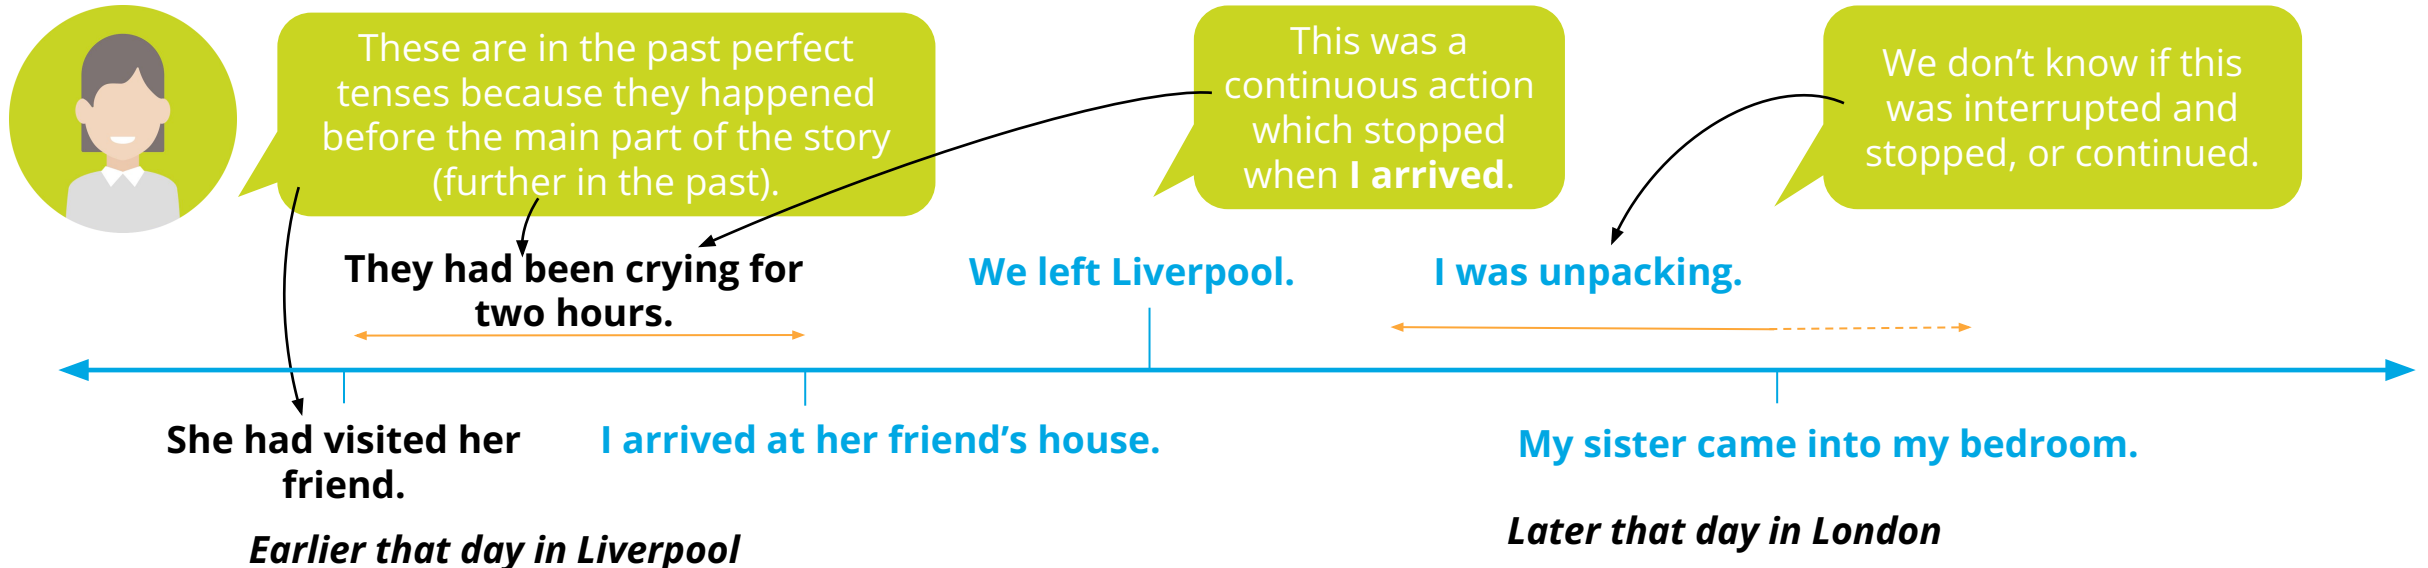 These are in the past perfect
tenses because they happened
before the main part of the story
(further in the past).
This was a
continuous action
which stopped
when I arrived.
We don’t know if this
was interrupted and
stopped, or continued.
They had been crying for
two hours.
We left Liverpool.
I was unpacking.
She had visited her
friend.
I arrived at her friend’s house.
My sister came into my bedroom.
Earlier that day in Liverpool
Later that day in London